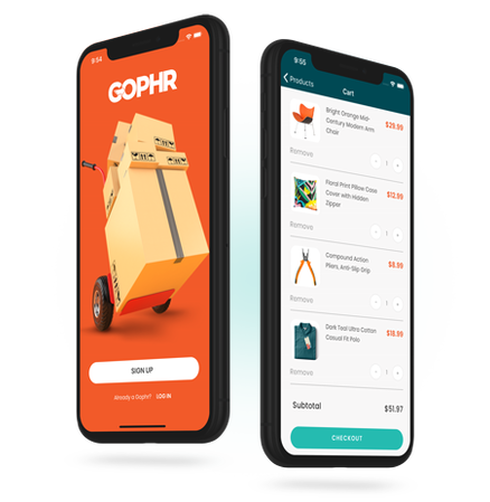 9:54
GOPHR
SIGN UP
Already a Gophr? LOG IN
9:55
Products
Cart
Bright Orange Mid-
Century Modern Arm
Chair
$29.99
Remove
- 1 +
Floral Print Pillow Case
Cover with Hidden
Zipper
$12.99
Remove
- 1 +
Compound Action
Pliers, Anti-Slip Grip
$8.99
Remove
- 1 +
Dark Teal Ultra Cotton
Casual Fit Polo
$18.99
Remove
- 1 +
Subtotal
$51.97
CHECKOUT